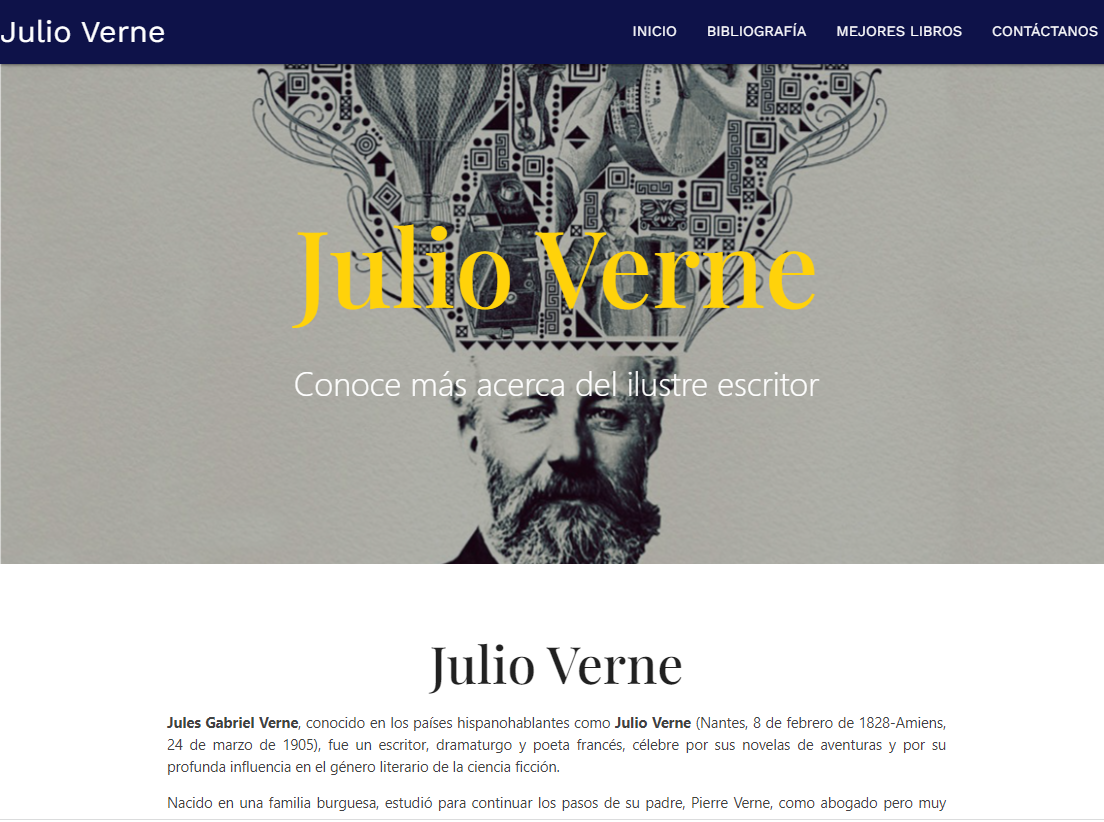 Julio Verne
INICIO BIBLIOGRAFÍA MEJORES LIBROS CONTÁCTANOS
Julio Verne
Conoce más acerca del ilustre escritor
Julio Verne
Jules Gabriel Verne, conocido en los países hispanohablantes como Julio Verne (Nantes, 8 de febrero de 1828-Amiens,
24 de marzo de 1905), fue un escritor, dramaturgo y poeta francés, célebre por sus novelas de aventuras y por su
profunda influencia en el género literario de la ciencia ficción.
Nacido en una familia burguesa, estudió para continuar los pasos de su padre, Pierre Verne, como abogado pero muy